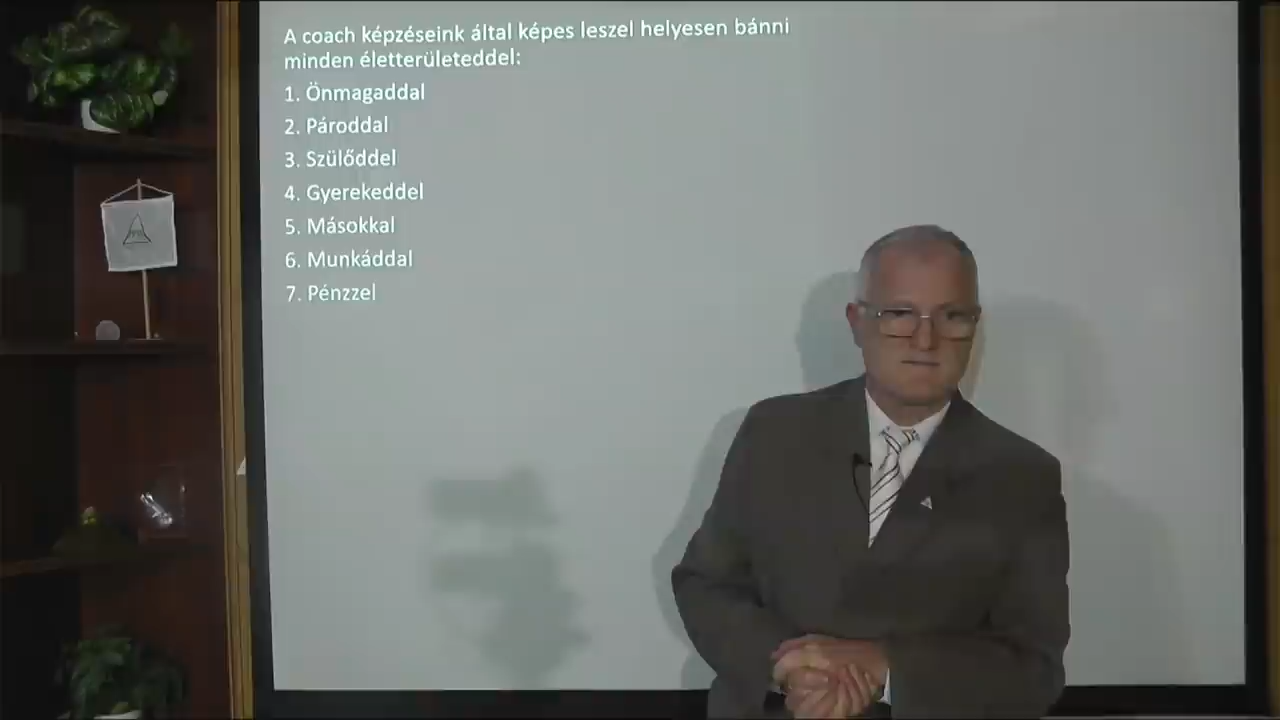 A coach képzéseink által képes leszel helyesen bánni
minden életterületeddel:
1. Önmagaddal
2. Pároddal
3. Szülőddel
4. Gyerekeddel
5. Másokkal
6. Munkáddal
7. Pénzzel